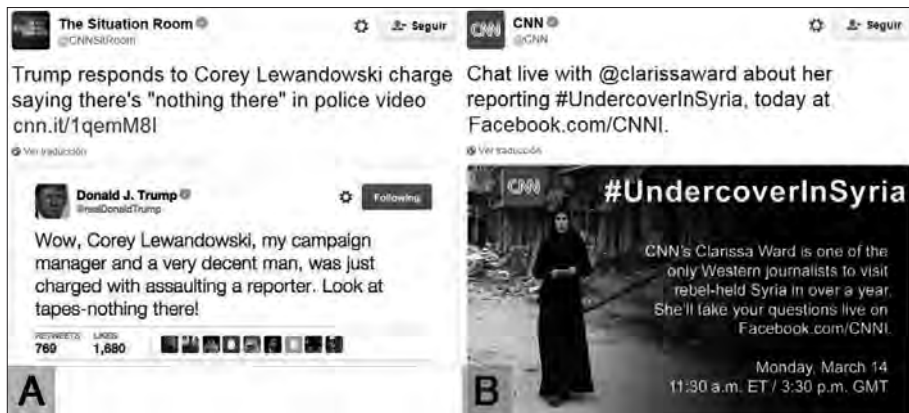 The Situation Room
@CNNSitRoom
Seguir
Trump responds to Corey Lewandowski charge
saying there's "nothing there" in police video
cnn.it/1qemM8I
Ver traducción
Donald J. Trump
@realDonaldTrump
Following
Wow, Corey Lewandowski, my campaign
manager and a very decent man, was just
charged with assaulting a reporter. Look at
tapes-nothing there!
RETWEETS LIKES
769 1,680
A
CNN
@CNN
Seguir
Chat live with @clarissaward about her
reporting #UndercoverInSyria, today at
Facebook.com/CNNI.
Ver traducción
CNN
#UndercoverInSyria
CNN's Clarissa Ward is one of the
only Western journalists to visit
rebel-held Syria in over a year.
She'll take your questions live on
Facebook.com/CNNI.
Monday, March 14
11:30 a.m. ET / 3:30 p.m. GMT
B